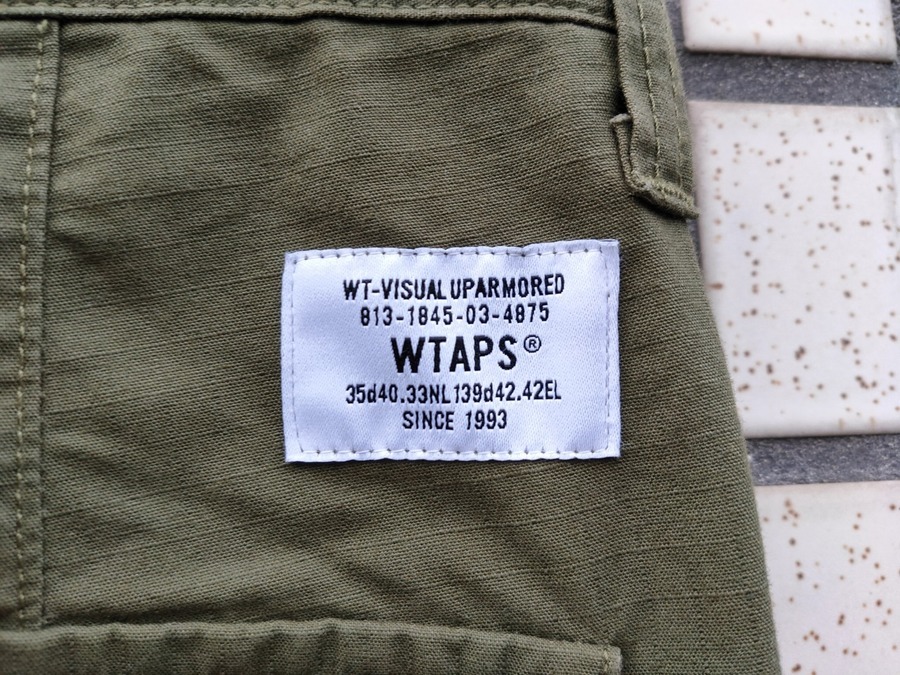 WT-VISUAL UPARMORED
813-1845-03-4875
WTAPS®
35d40.33NL139d42.42EL
SINCE 1993